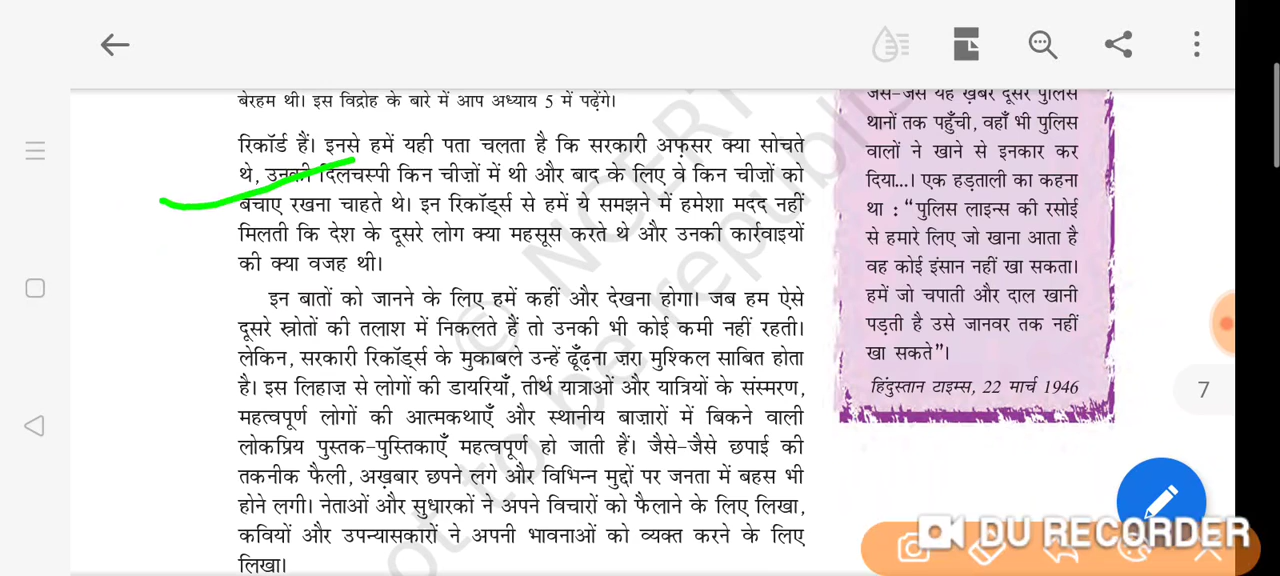 बेरहम थी। इस विद्रोह के बारे में आप अध्याय 5 में पढ़ेंगे।
रिकॉर्ड हैं। इनसे हमें यही पता चलता है कि सरकारी अफ़सर क्या सोचते
थे, उनकी दिलचस्पी किन चीजों में थी और बाद के लिए वे किन चीजों को
बचाए रखना चाहते थे। इन रिकॉर्ड्स से हमें ये समझने में हमेशा मदद नहीं
मिलती कि देश के दूसरे लोग क्या महसूस करते थे और उनकी कार्रवाइयों
की क्या वजह थी।
इन बातों को जानने के लिए हमें कहीं और देखना होगा। जब हम ऐसे
दूसरे स्रोतों की तलाश में निकलते हैं तो उनकी भी कोई कमी नहीं रहती।
लेकिन, सरकारी रिकॉर्ड्स के मुकाबले उन्हें ढूँढ़ना जरा मुश्किल साबित होता
है। इस लिहाज से लोगों की डायरियाँ, तीर्थ यात्राओं और यात्रियों के संस्मरण,
महत्वपूर्ण लोगों की आत्मकथाएँ और स्थानीय बाज़ारों में बिकने वाली
लोकप्रिय पुस्तक-पुस्तिकाएँ महत्वपूर्ण हो जाती हैं। जैसे-जैसे छपाई की
तकनीक फैली, अख़बार छपने लगे और विभिन्न मुद्दों पर जनता में बहस भी
होने लगी। नेताओं और सुधारकों ने अपने विचारों को फैलाने के लिए लिखा,
कवियों और उपन्यासकारों ने अपनी भावनाओं को व्यक्त करने के लिए
लिखा।
जैसे-जैसे यह ख़बर दूसरे पुलिस
थानों तक पहुँची, वहाँ भी पुलिस
वालों ने खाने से इनकार कर
दिया...। एक हड़ताली का कहना
था : “पुलिस लाइन्स की रसोई
से हमारे लिए जो खाना आता है
वह कोई इंसान नहीं खा सकता।
हमें जो चपाती और दाल खानी
पड़ती है उसे जानवर तक नहीं
खा सकते”।
हिंदुस्तान टाइम्स, 22 मार्च 1946
7
© NCERT
not to be republi
DU RECORDER